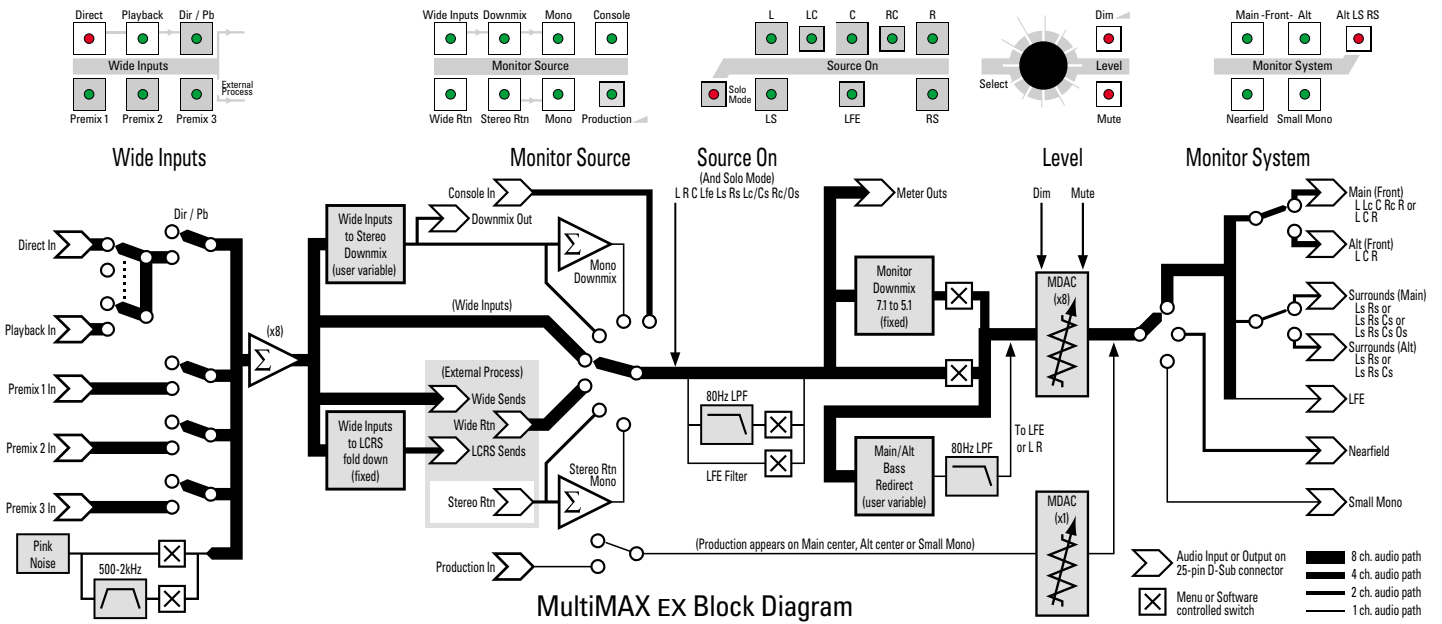 Direct
Playback
Dir / Pb
Wide Inputs
External
Process
Premix 1
Premix 2
Premix 3
Wide Inputs
Downmix
Mono
Console
Monitor Source
Wide Rtn
Stereo Rtn
Mono
Production
L
LC
C
RC
R
Source On
Solo
Mode
LS
LFE
RS
Select
Dim
Level
Mute
Main -Front- Alt
Alt LS RS
Monitor System
Nearfield
Small Mono
Wide Inputs
Monitor Source
Source On
(And Solo Mode)
L R C Lfe Ls Rs Lc/Cs Rc/Os
Level
Monitor System
Dir / Pb
Direct In
Playback In
Premix 1 In
Premix 2 In
Premix 3 In
Pink
Noise
500-2kHz
(x8)
Σ
Wide Inputs
to Stereo
Downmix
(user variable)
Console In
Downmix Out
Σ
Mono
Downmix
(Wide Inputs)
(External Process)
Wide Sends
Wide Rtn
LCRS Sends
Wide Inputs
to LCRS
fold down
(fixed)
Stereo Rtn
Stereo Rtn
Mono
Σ
Production In
(Production appears on Main center, Alt center or Small Mono)
80Hz LPF
LFE Filter
Meter Outs
Monitor
Downmix
7.1 to 5.1
(fixed)
Main/Alt
Bass
Redirect
(user variable)
80Hz LPF
To LFE
or L R
Dim
Mute
MDAC
(x8)
MDAC
(x1)
Main (Front)
L Lc C Rc R or
L C R
Alt (Front)
L C R
Surrounds (Main)
Ls Rs or
Ls Rs Cs or
Ls Rs Cs Os
Surrounds (Alt)
Ls Rs or
Ls Rs Cs
LFE
Nearfield
Small Mono
Audio Input or Output on
25-pin D-Sub connector
Menu or Software
controlled switch
8 ch. audio path
4 ch. audio path
2 ch. audio path
1 ch. audio path
MultiMAX EX Block Diagram